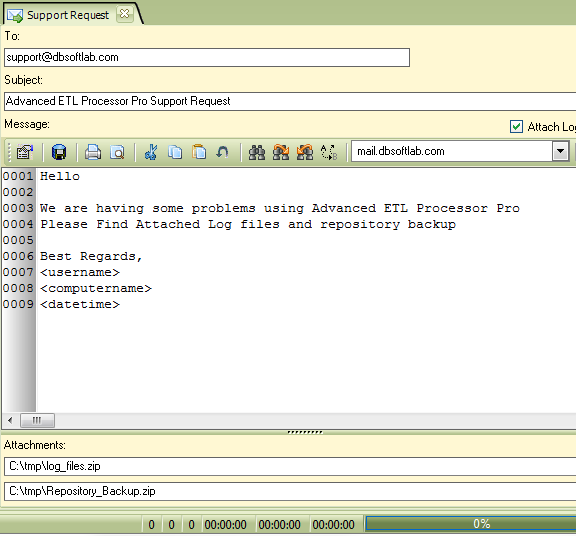 Support Request
To:
support@dbsoftlab.com
Subject:
Advanced ETL Processor Pro Support Request
Message:
Attach Log
mail.dbsoftlab.com
0001 Hello
0002
0003 We are having some problems using Advanced ETL Processor Pro
0004 Please Find Attached Log files and repository backup
0005
0006 Best Regards,
0007 <username>
0008 <computername>
0009 <datetime>
Attachments:
C:\tmp\log_files.zip
C:\tmp\Repository_Backup.zip
0 0 0 00:00:00 00:00:00 00:00:00 0%